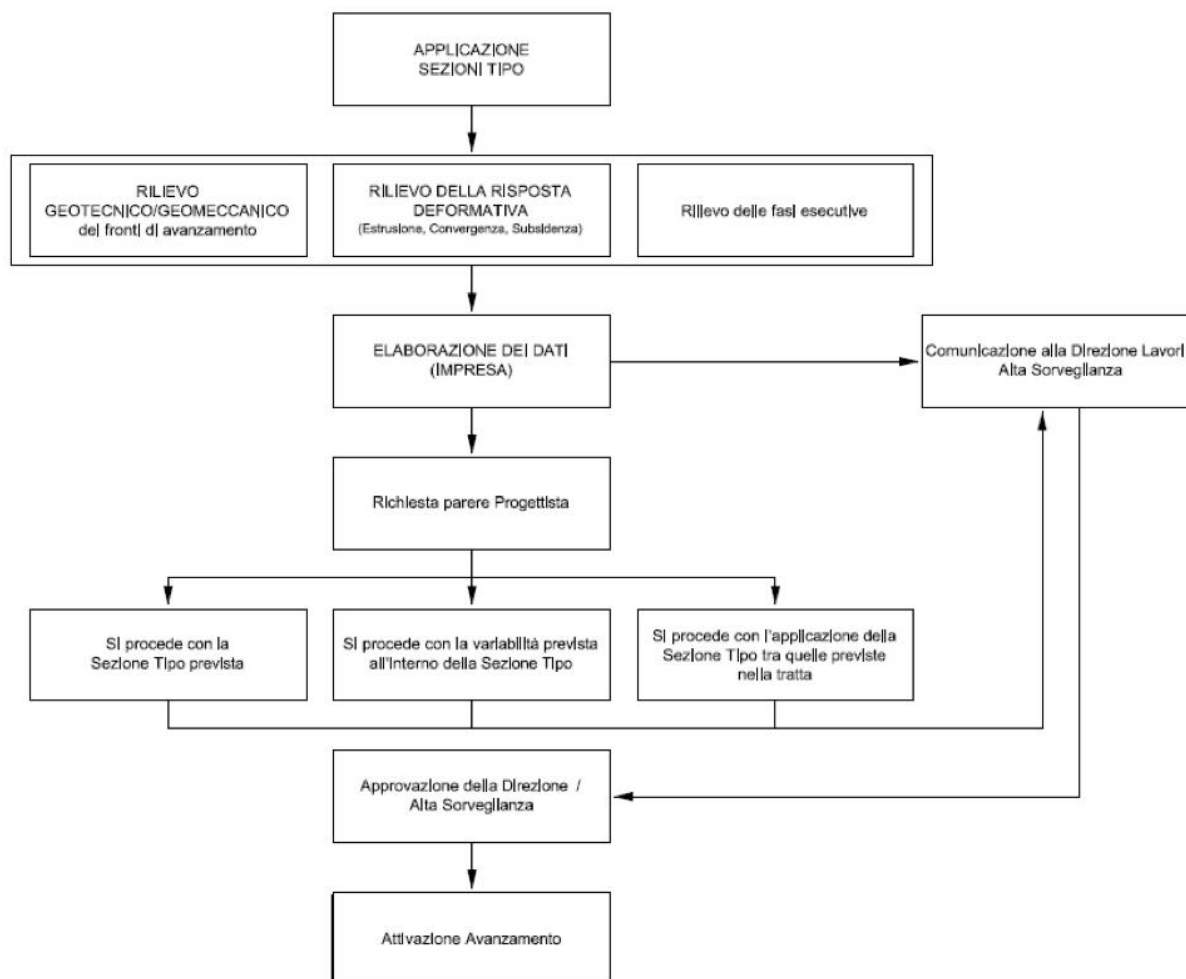 APPLICAZIONE
SEZIONI TIPO
RILIEVO
GEOTECNICO/GEOMECCANICO
dei fronti di avanzamento
RILIEVO DELLA RISPOSTA
DEFORMATIVA
(Estrusione, Convergenza, Subsidenza)
Rilievo delle fasi esecutive
ELABORAZIONE DEI DATI
(IMPRESA)
Comunicazione alla Direzione Lavori
Alta Sorveglianza
Richiesta parere Progettista
Si procede con la
Sezione Tipo prevista
Si procede con la variabilità prevista
all'interno della Sezione Tipo
Si procede con l'applicazione della
Sezione Tipo tra quelle previste
nella tratta
Approvazione della Direzione /
Alta Sorveglianza
Attivazione Avanzamento